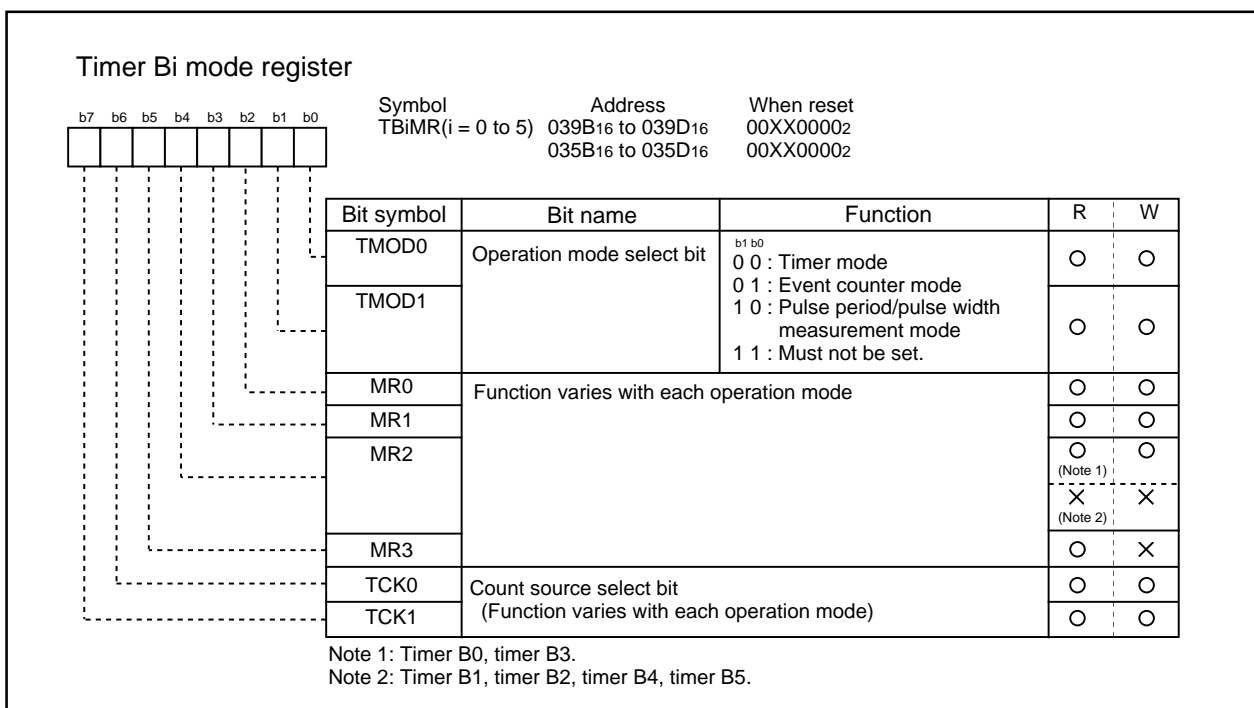 Timer Bi mode register
Symbol Address When reset
TBiMR(i = 0 to 5) 039B16 to 039D16 00XX00002
035B16 to 035D16 00XX00002
b7 b6 b5 b4 b3 b2 b1 b0
Bit symbol Bit name Function R W
TMOD0 Operation mode select bit b1 b0
0 0 : Timer mode
0 1 : Event counter mode
TMOD1 1 0 : Pulse period/pulse width
measurement mode
1 1 : Must not be set.
MR0 Function varies with each operation mode
MR1
MR2
(Note 1)
(Note 2)
MR3
TCK0 Count source select bit
TCK1 (Function varies with each operation mode)
Note 1: Timer B0, timer B3.
Note 2: Timer B1, timer B2, timer B4, timer B5.